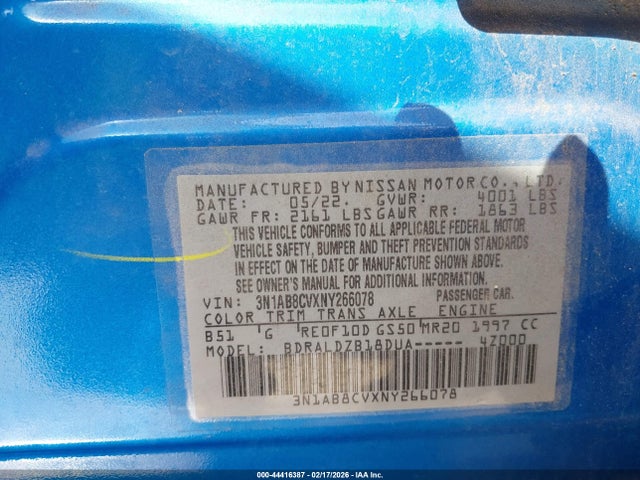 MANUFACTURED BY NISSAN MOTOR CO., LTD.
DATE: 05/22. GVWR: 4001 LBS
GAWR FR: 2161 LBS GAWR RR: 1863 LBS
THIS VEHICLE CONFORMS TO ALL APPLICABLE FEDERAL MOTOR
VEHICLE SAFETY, BUMPER AND THEFT PREVENTION STANDARDS
IN EFFECT ON THE DATE OF MANUFACTURE SHOWN ABOVE.
SEE OWNER'S MANUAL FOR ADDITIONAL INFORMATION.
VIN: 3N1AB8CVXNY266078 PASSENGER CAR.
COLOR TRIM TRANS AXLE ENGINE
B51 G RE0F10D GS50 MR20 1997 CC
MODEL: BDRALDZB18DUA----- 4Z000
3N1AB8CVXNY266078
000-44416387 - 02/17/2026 - IAA Inc.